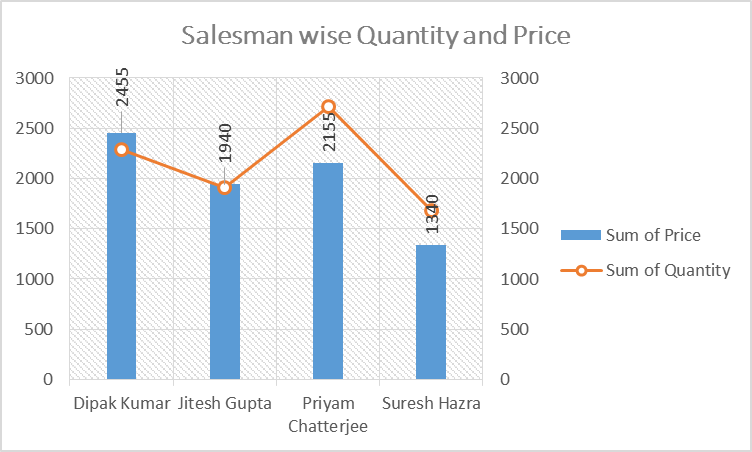 Salesman wise Quantity and Price
3000
2500
2000
1500
1000
500
0
2455
1940
2155
1340
3000
2500
2000
1500
1000
500
0
Dipak Kumar
Jitesh Gupta
Priyam
Chatterjee
Suresh Hazra
Sum of Price
Sum of Quantity